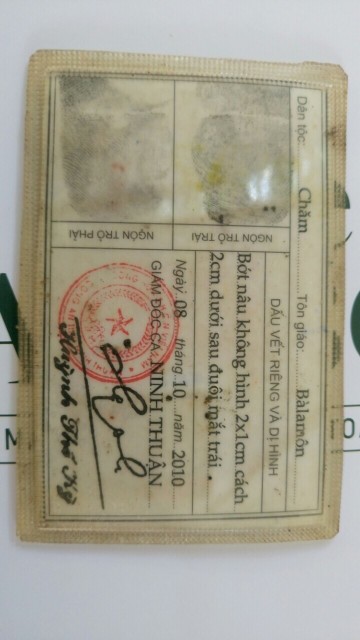 Dân tộc: Chăm Tôn giáo: Bàlamôn
NGÓN TRỎ TRÁI
NGÓN TRỎ PHẢI
DẤU VẾT RIÊNG VÀ DỊ HÌNH
Bớt nâu không hình 2x1cm cách
2cm dưới sau đuôi mắt trái.
Ngày 08 tháng 10 năm 2010
GIÁM ĐỐC CA NINH THUẬN
Huỳnh Thế Kỳ